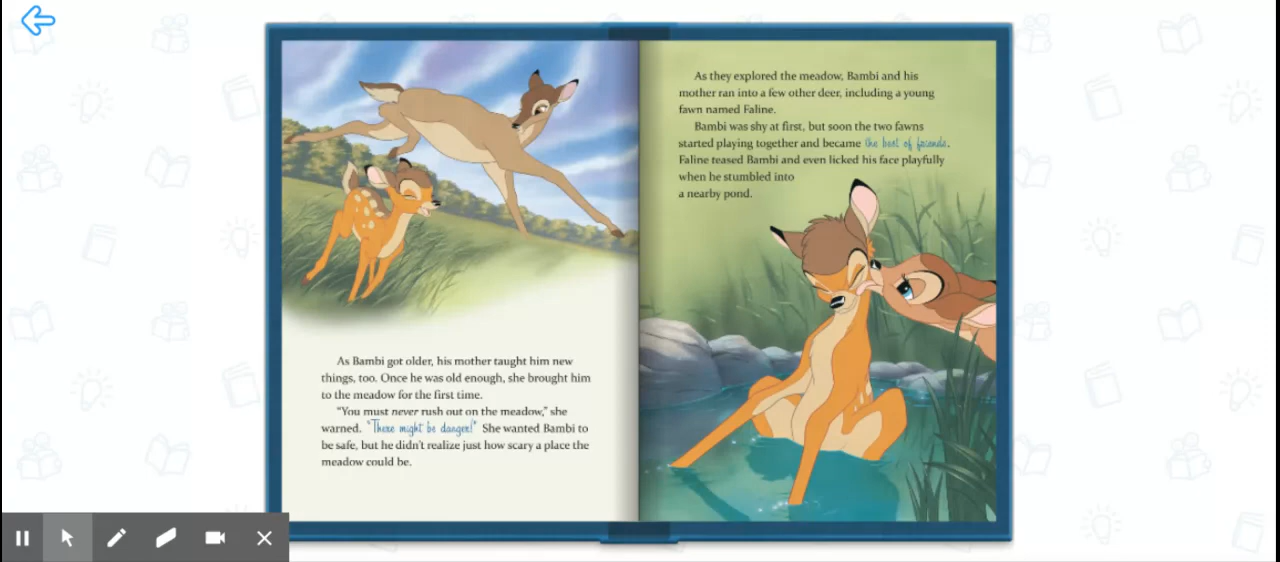 As Bambi got older, his mother taught him new
things, too. Once he was old enough, she brought him
to the meadow for the first time.
“You must never rush out on the meadow,” she
warned. “There might be danger!” She wanted Bambi to
be safe, but he didn’t realize just how scary a place the
meadow could be.
As they explored the meadow, Bambi and his
mother ran into a few other deer, including a young
fawn named Faline.
Bambi was shy at first, but soon the two fawns
started playing together and became the best of friends.
Faline teased Bambi and even licked his face playfully
when he stumbled into
a nearby pond.